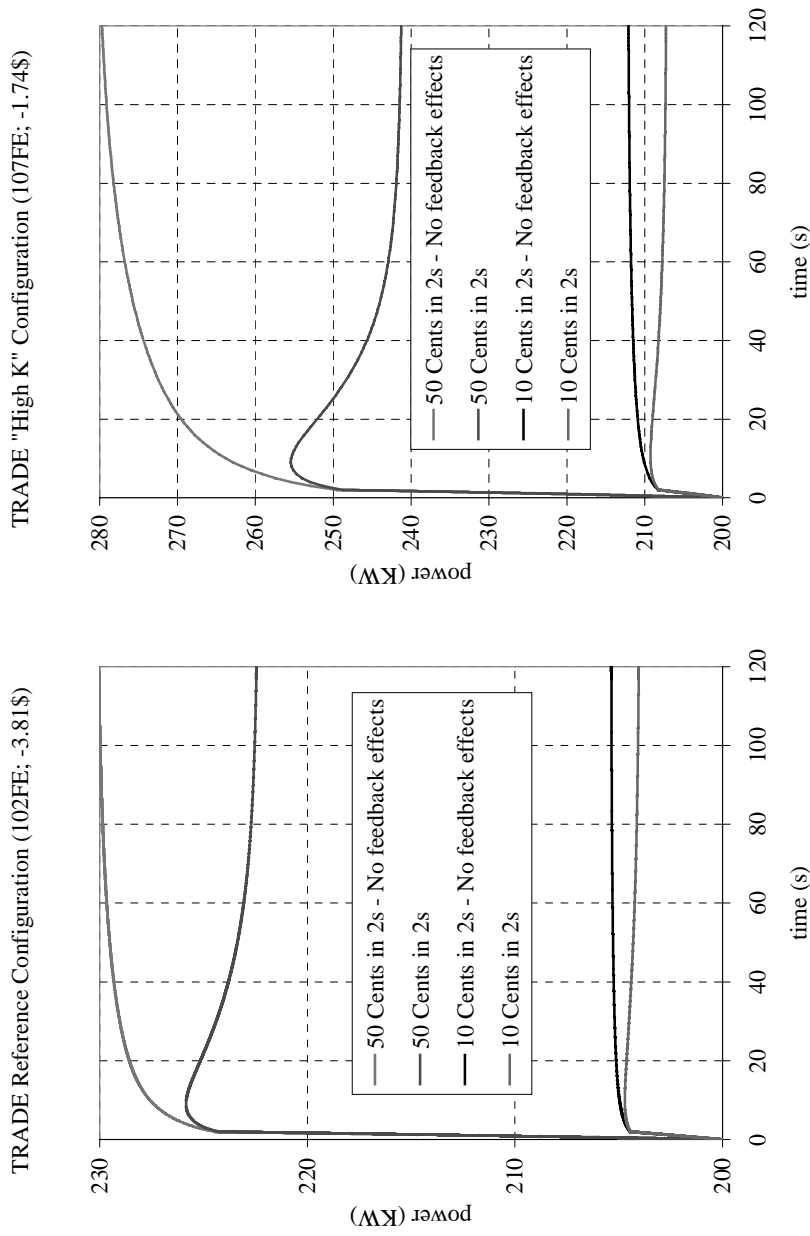 TRADE Reference Configuration (102FE; -3.81$)
230
220
210
200
power (KW)
0
20
40
60
80
100
120
time (s)
50 Cents in 2s - No feedback effects
50 Cents in 2s
10 Cents in 2s - No feedback effects
10 Cents in 2s
TRADE "High K" Configuration (107FE; -1.74$)
280
270
260
250
240
230
220
210
200
power (KW)
0
20
40
60
80
100
120
time (s)
50 Cents in 2s - No feedback effects
50 Cents in 2s
10 Cents in 2s - No feedback effects
10 Cents in 2s